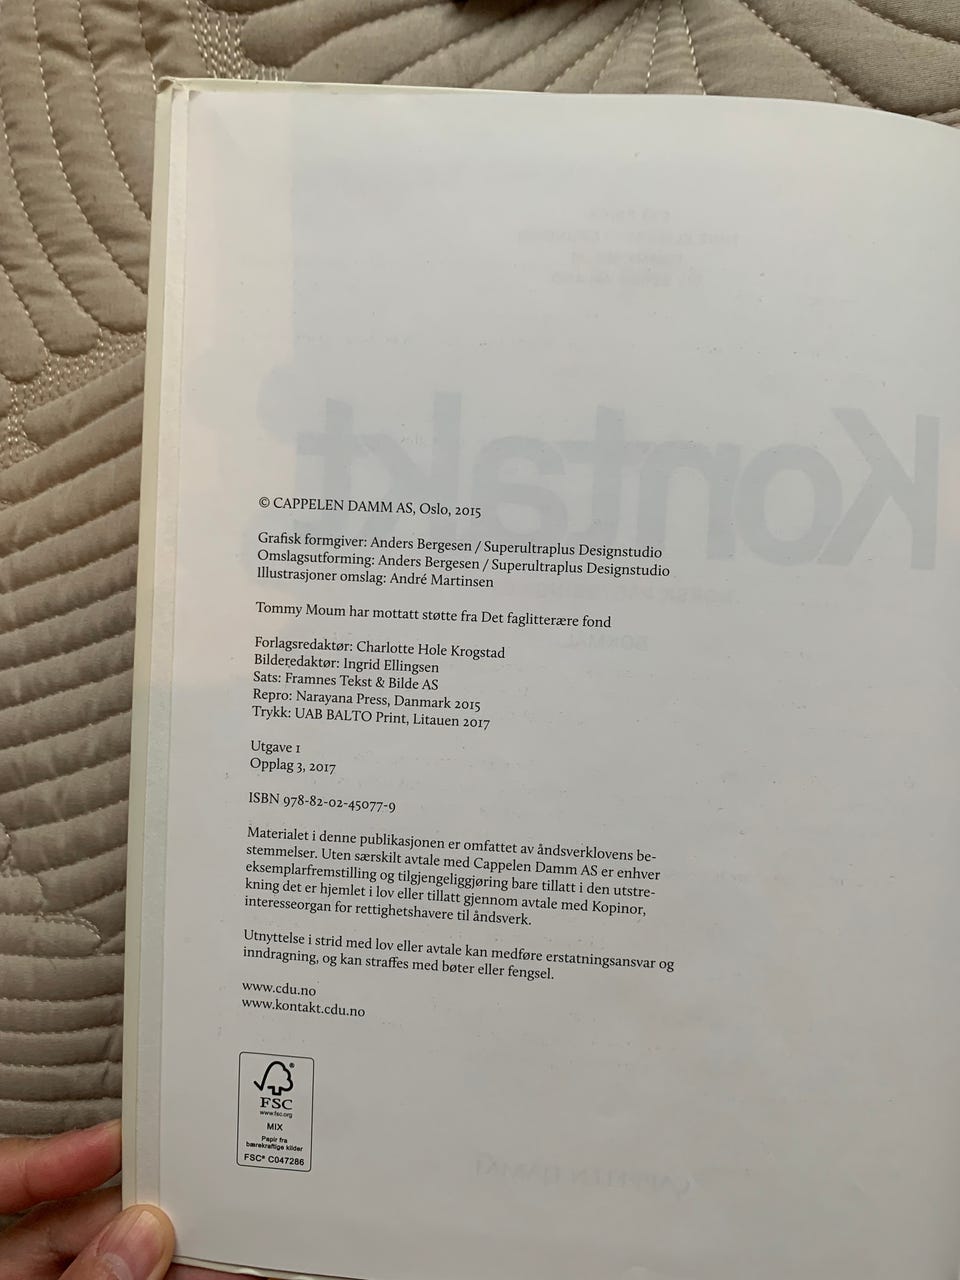 Kontakt
© CAPPELEN DAMM AS, Oslo, 2015
Grafisk formgiver: Anders Bergesen / Superultraplus Designstudio
Omslagsutforming: Anders Bergesen / Superultraplus Designstudio
Illustrasjoner omslag: André Martinsen
Tommy Moum har mottatt støtte fra Det faglitterære fond
Forlagsredaktør: Charlotte Hole Krogstad
Bilderedaktør: Ingrid Ellingsen
Sats: Framnes Tekst & Bilde AS
Repro: Narayana Press, Danmark 2015
Trykk: UAB BALTO Print, Litauen 2017
Utgave 1
Opplag 3, 2017
ISBN 978-82-02-45077-9
Materialet i denne publikasjonen er omfattet av åndsverklovens be-
stemmelser. Uten særskilt avtale med Cappelen Damm AS er enhver
eksemplarfremstilling og tilgjengeliggjøring bare tillatt i den utstre-
kning det er hjemlet i lov eller tillatt gjennom avtale med Kopinor,
interesseorgan for rettighetshavere til åndsverk.
Utnyttelse i strid med lov eller avtale kan medføre erstatningsansvar og
inndragning, og kan straffes med bøter eller fengsel.
www.cdu.no
www.kontakt.cdu.no
®
FSC
www.fsc.org
MIX
Papir fra
bærekraftige kilder
FSC® C047286
CAPPELEN DAMM